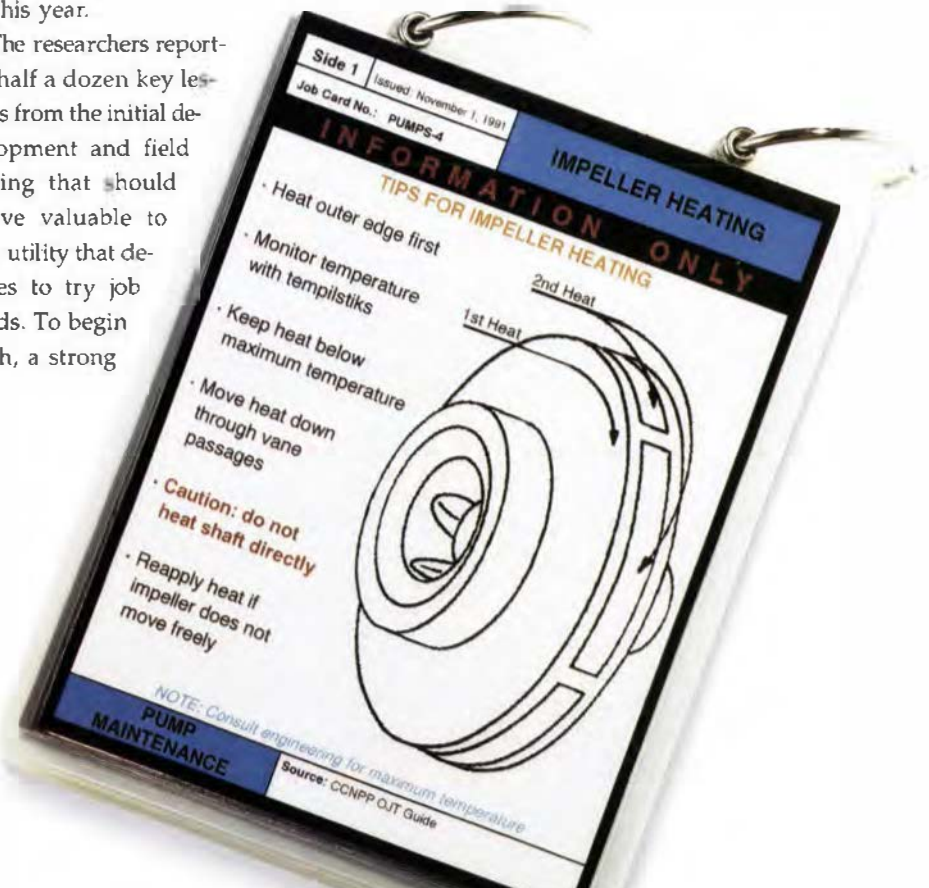 his year.
The researchers report-
half a dozen key les-
s from the initial de-
opment and field
ing that should
ve valuable to
utility that de-
es to try job
ds. To begin
h, a strong
Side 1
Issued: November 1, 1991
Job Card No.: PUMPS-4
IMPELLER HEATING
INFORMATION ONLY
TIPS FOR IMPELLER HEATING
· Heat outer edge first
· Monitor temperature
with tempilstiks
· Keep heat below
maximum temperature
· Move heat down
through vane
passages
· Caution: do not
heat shaft directly
· Reapply heat if
impeller does not
move freely
1st Heat
2nd Heat
NOTE: Consult engineering for maximum temperature
PUMP
MAINTENANCE
Source: CCNPP OJT Guide